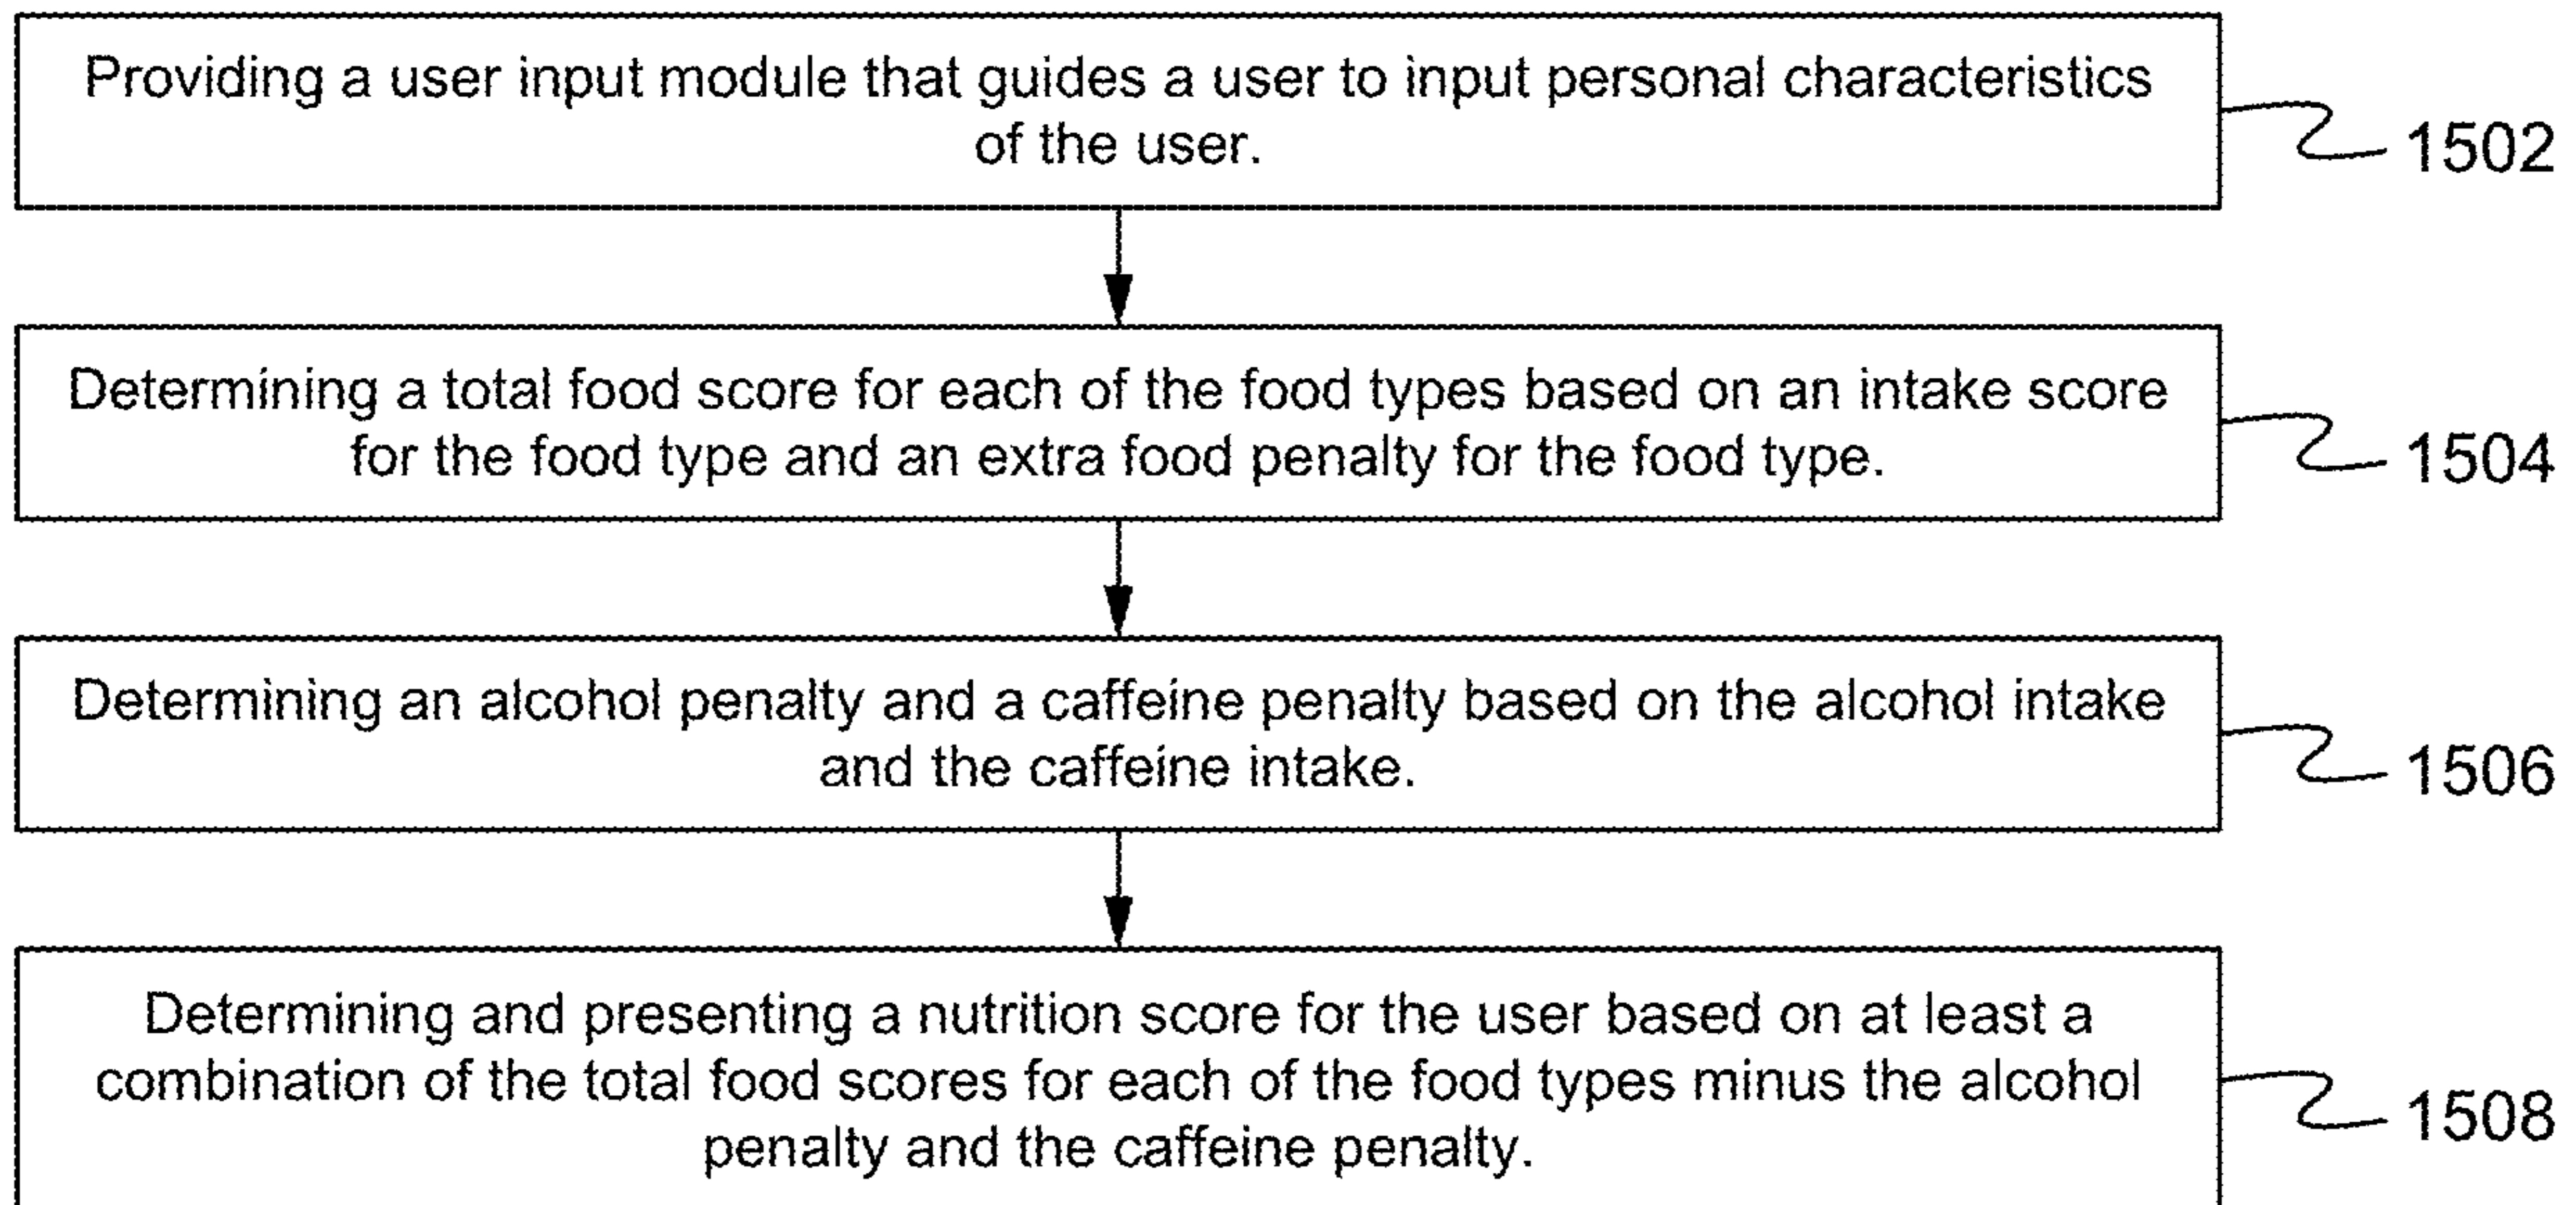 Providing a user input module that guides a user to input personal characteristics
of the user.
1502
Determining a total food score for each of the food types based on an intake score
for the food type and an extra food penalty for the food type.
1504
Determining an alcohol penalty and a caffeine penalty based on the alcohol intake
and the caffeine intake.
1506
Determining and presenting a nutrition score for the user based on at least a
combination of the total food scores for each of the food types minus the alcohol
penalty and the caffeine penalty.
1508